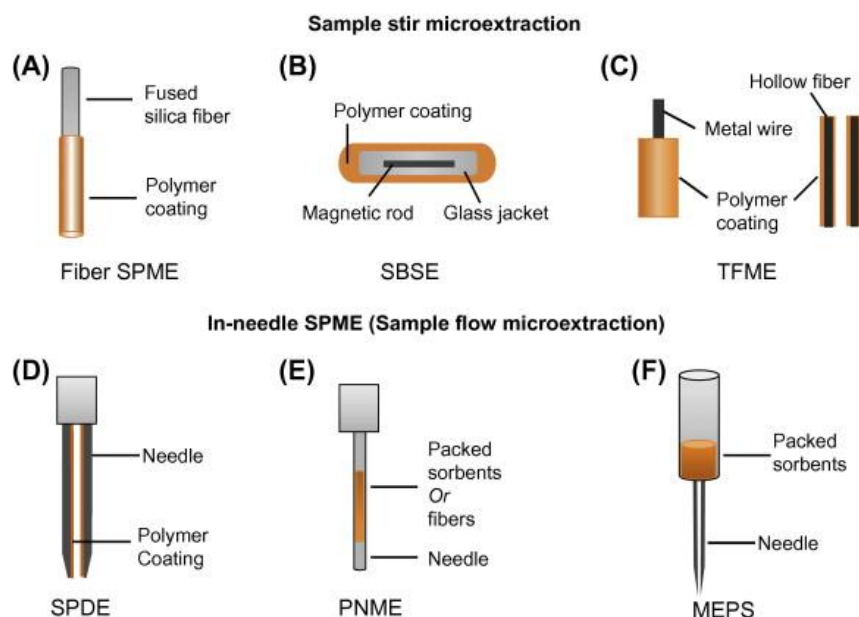 Sample stir microextraction
(A)
Fused
silica fiber
Polymer
coating
Fiber SPME
(B)
Polymer coating
Magnetic rod
Glass jacket
SBSE
(C)
Hollow fiber
Metal wire
Polymer
coating
TFME
In-needle SPME (Sample flow microextraction)
(D)
Needle
Polymer
Coating
SPDE
(E)
Packed
sorbents
Or
fibers
Needle
PNME
(F)
Packed
sorbents
Needle
MEPS